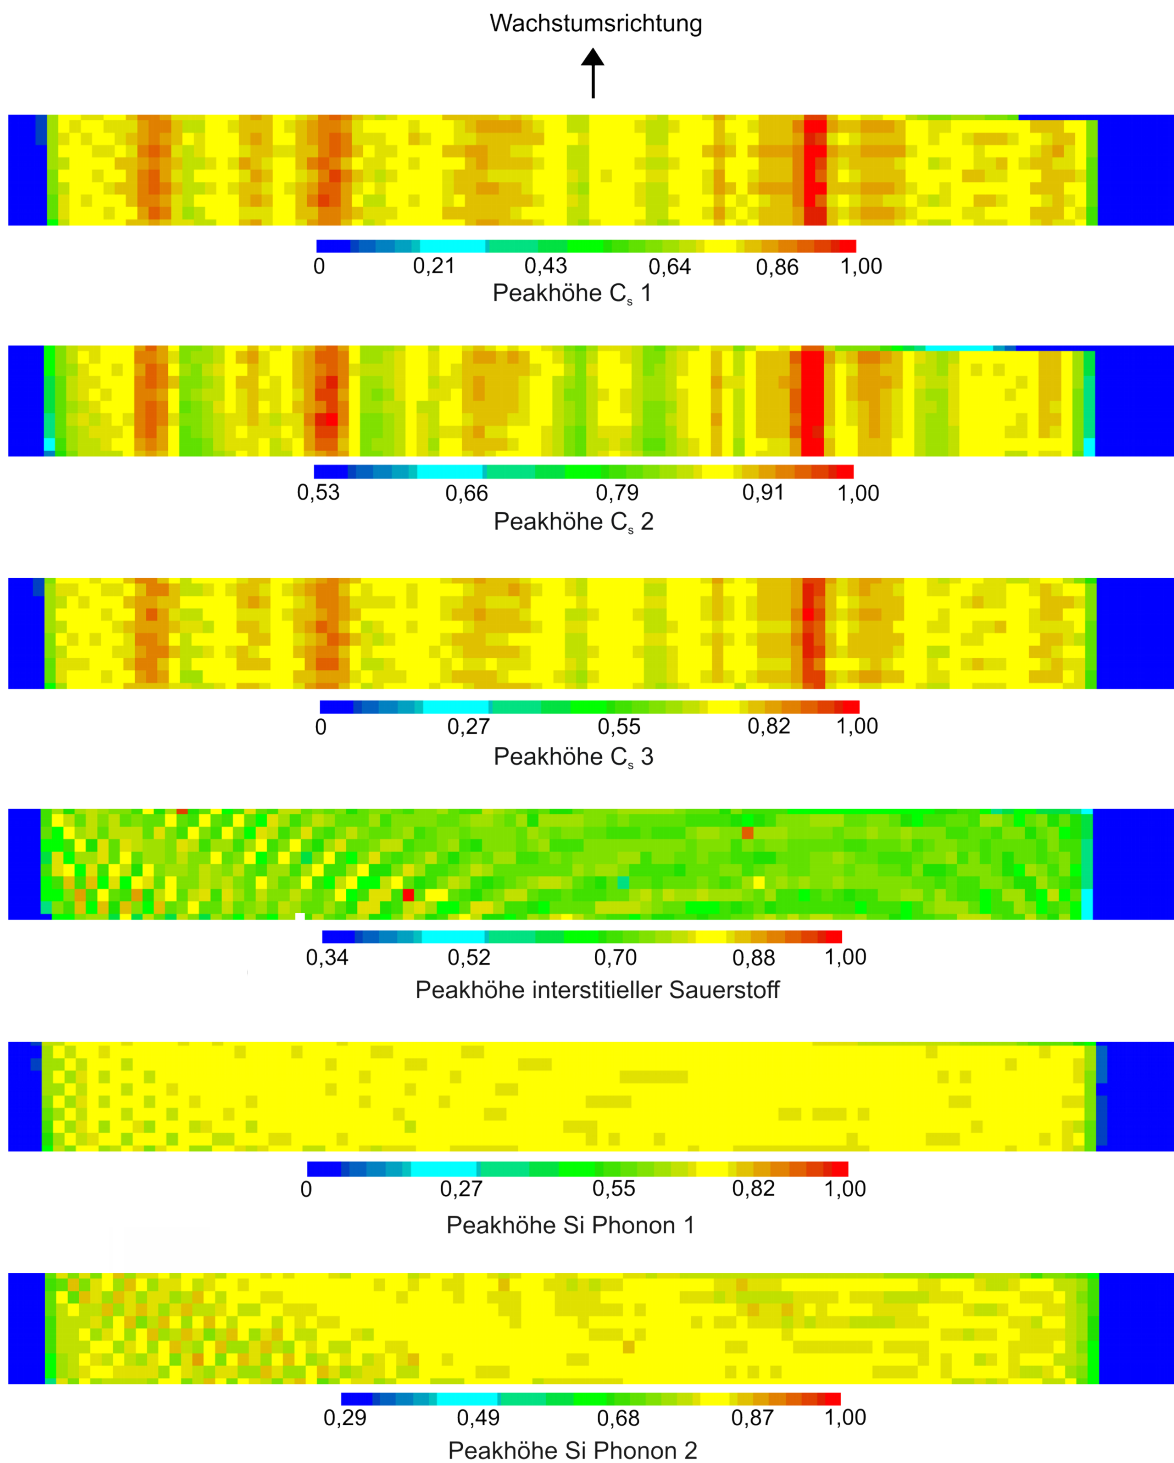 Wachstumsrichtung
0 0,21 0,43 0,64 0,86 1,00
Peakhöhe Cs 1
0,53 0,66 0,79 0,91 1,00
Peakhöhe Cs 2
0 0,27 0,55 0,82 1,00
Peakhöhe Cs 3
0,34 0,52 0,70 0,88 1,00
Peakhöhe interstitieller Sauerstoff
0 0,27 0,55 0,82 1,00
Peakhöhe Si Phonon 1
0,29 0,49 0,68 0,87 1,00
Peakhöhe Si Phonon 2